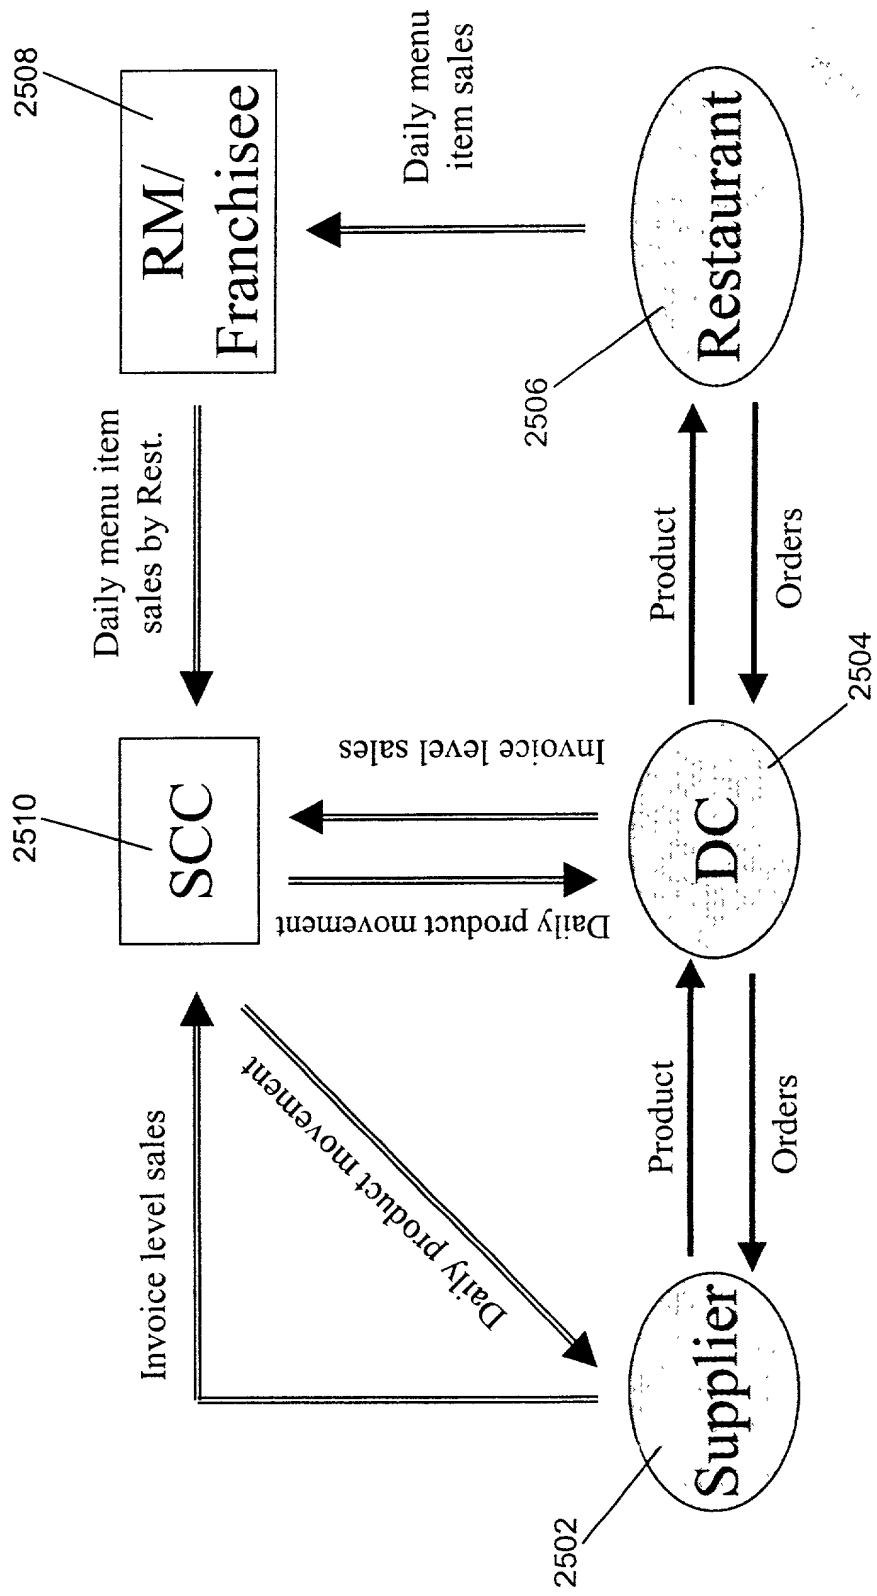 2510
2508
SCC
RM/
Franchisee
Invoice level sales
Daily menu item
sales by Rest.
Daily product movement
Daily product movement
Invoice level sales
Daily menu
item sales
2502
2506
Supplier
Product
Orders
DC
Product
Orders
Restaurant
2504